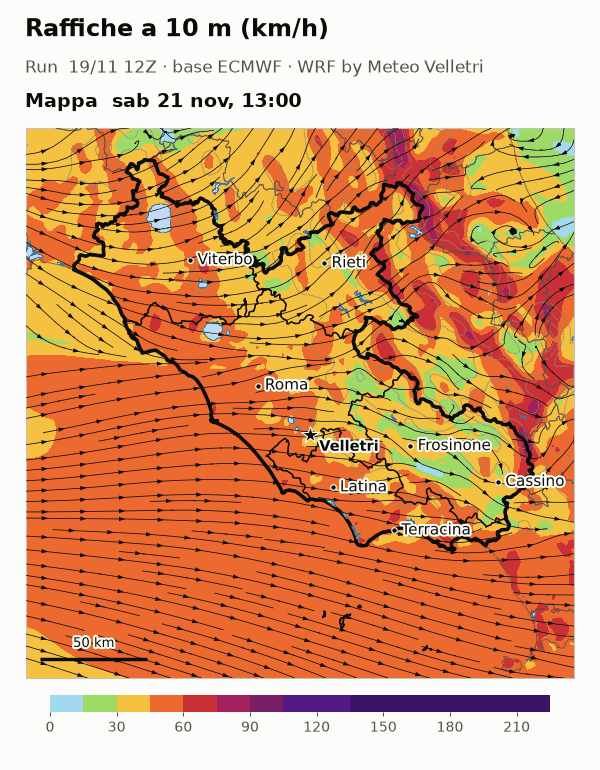 Raffiche a 10 m (km/h)
Run  19/11 12Z · base ECMWF · WRF by Meteo Velletri
Mappa  sab 21 nov, 13:00
Viterbo
Rieti
Roma
Velletri
Frosinone
Latina
Cassino
Terracina
50 km
0 30 60 90 120 150 180 210